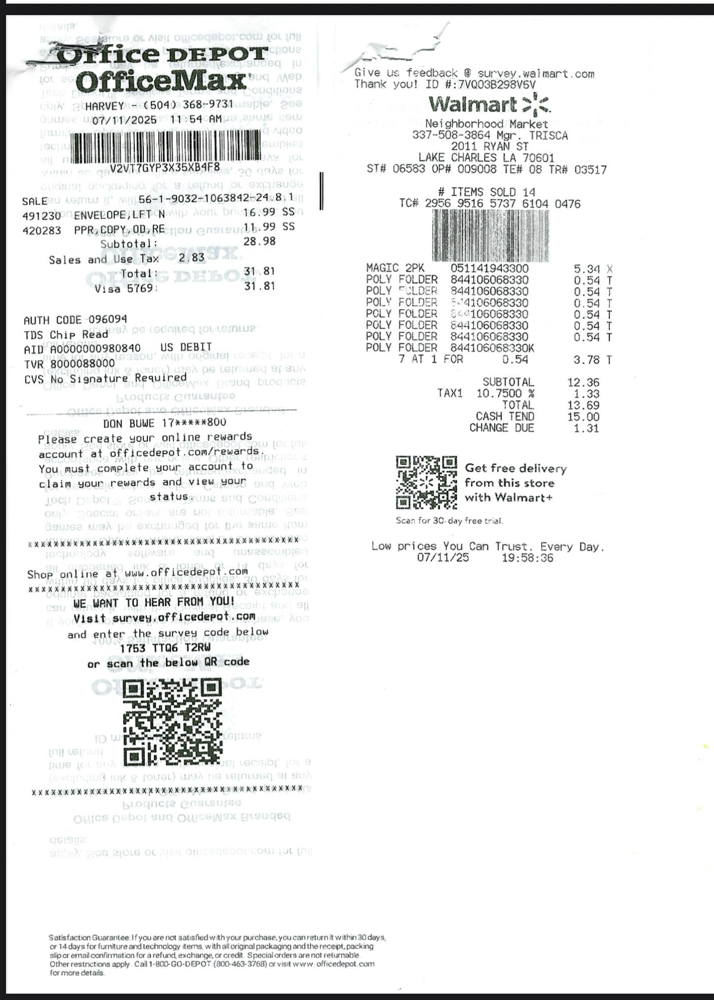 Office DEPOT
OfficeMax
HARVEY - (504) 368-9731
07/11/2025 11:54 AM
V2VT7GYP3X35XB4F8
SALE 56-1-9032-1063842-24.8.1
491230 ENVELOPE,LFT N 16.99 SS
420283 PPR,COPY,OD,RE 11.99 SS
Subtotal: 28.98
Sales and Use Tax 2.83
Total: 31.81
Visa 5769: 31.81
AUTH CODE 096094
TDS Chip Read
AID A0000000980840 US DEBIT
TVR 8000088000
CVS No Signature Required
DON BUWE 17*****800
Please create your online rewards
account at officedepot.com/rewards.
You must complete your account to
claim your rewards and view your
status.
Shop online at www.officedepot.com
WE WANT TO HEAR FROM YOU!
Visit survey.officedepot.com
and enter the survey code below
1753 TTQ6 T2RW
or scan the below QR code
Satisfaction Guarantee: If you are not satisfied with your purchase, you can return it within 30 days,
or 14 days for furniture and technology items, with all original packaging and the receipt, packing
slip or email confirmation for a refund, exchange, or credit. Special orders are not returnable.
Other restrictions apply. Call 1-800-GO-DEPOT (800-463-3768) or visit www.officedepot.com
for more details.
Give us feedback @ survey.walmart.com
Thank you! ID #:7VQ03B298V6V
Walmart
Neighborhood Market
337-508-3864 Mgr. TRISCA
2011 RYAN ST
LAKE CHARLES LA 70601
ST# 06583 OP# 009008 TE# 08 TR# 03517
# ITEMS SOLD 14
TC# 2956 9516 5737 6104 0476
MAGIC 2PK 051141943300 5.34 X
POLY FOLDER 844106068330 0.54 T
POLY FOLDER 844106068330 0.54 T
POLY FOLDER 844106068330 0.54 T
POLY FOLDER 844106068330 0.54 T
POLY FOLDER 844106068330 0.54 T
POLY FOLDER 844106068330 0.54 T
POLY FOLDER 844106068330K
7 AT 1 FOR 0.54 3.78 T
SUBTOTAL 12.36
TAX1 10.7500 % 1.33
TOTAL 13.69
CASH TEND 15.00
CHANGE DUE 1.31
Get free delivery
from this store
with Walmart+
Scan for 30-day free trial.
Low prices You Can Trust. Every Day.
07/11/25 19:58:36